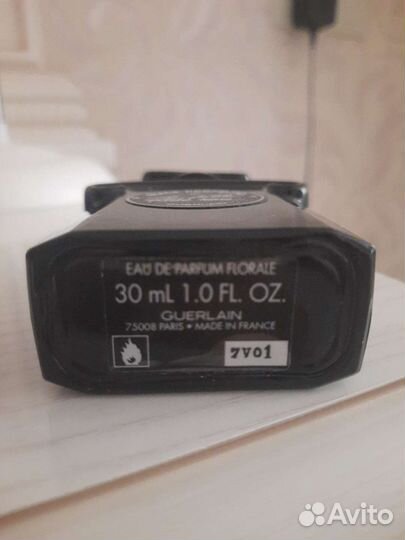 EAU DE PARFUM FLORALE
30 mL 1.0 FL. OZ.
GUERLAIN
75008 PARIS • MADE IN FRANCE
7V01
Avito